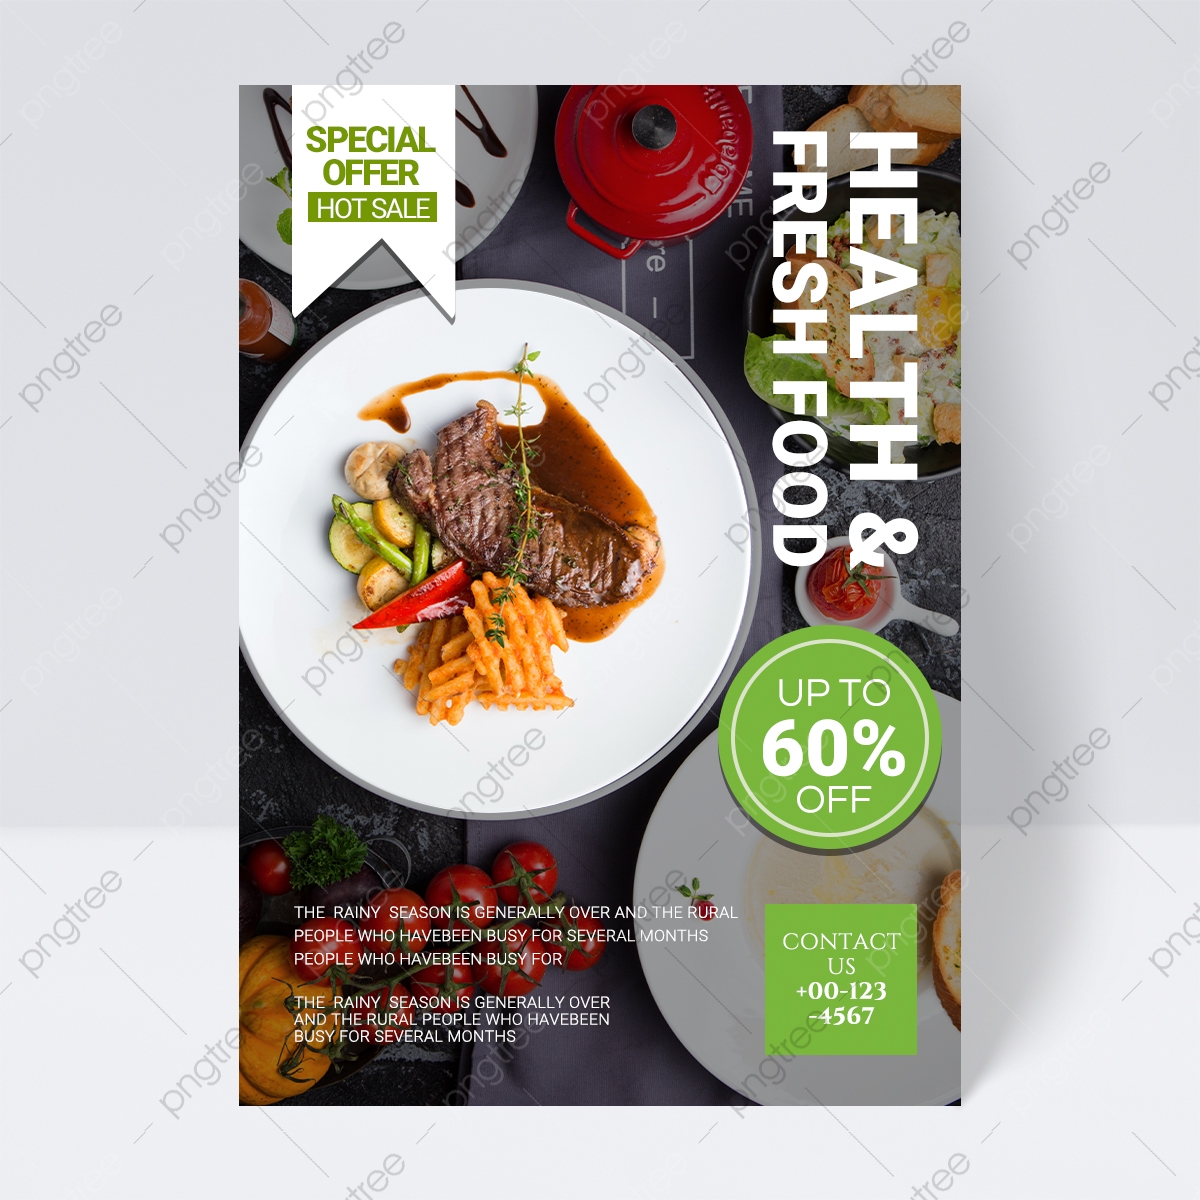 SPECIAL
OFFER
HOT SALE
HEALTH &
FRESH FOOD
UP TO
60%
OFF
THE RAINY SEASON IS GENERALLY OVER AND THE RURAL
PEOPLE WHO HAVEBEEN BUSY FOR SEVERAL MONTHS
PEOPLE WHO HAVEBEEN BUSY FOR
THE RAINY SEASON IS GENERALLY OVER
AND THE RURAL PEOPLE WHO HAVEBEEN
BUSY FOR SEVERAL MONTHS
CONTACT
US
+00-123
-4567
pngtree